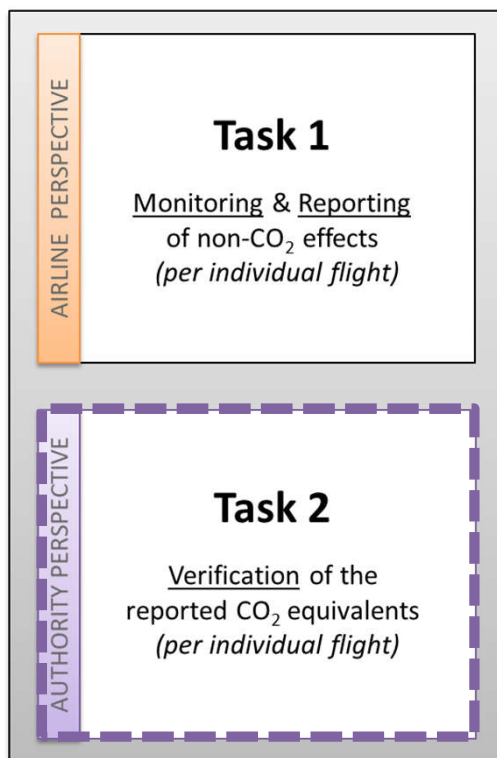 AIRLINE PERSPECTIVE
Task 1
Monitoring & Reporting
of non-CO₂ effects
(per individual flight)
AUTHORITY PERSPECTIVE
Task 2
Verification of the
reported CO₂ equivalents
(per individual flight)